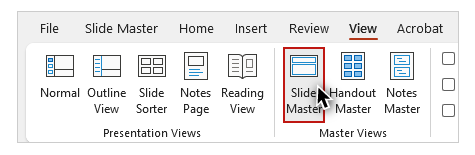 File Slide Master Home Insert Review View Acrobat
Normal Outline View Slide Sorter Notes Page Reading View Slide Master Handout Master Notes Master
Presentation Views Master Views